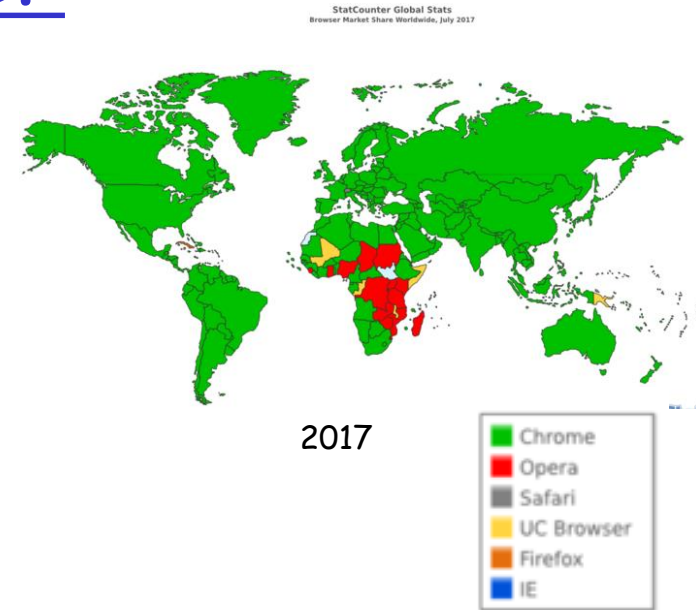 StatCounter Global Stats
Browser Market Share Worldwide, July 2017
2017
Chrome
Opera
Safari
UC Browser
Firefox
IE